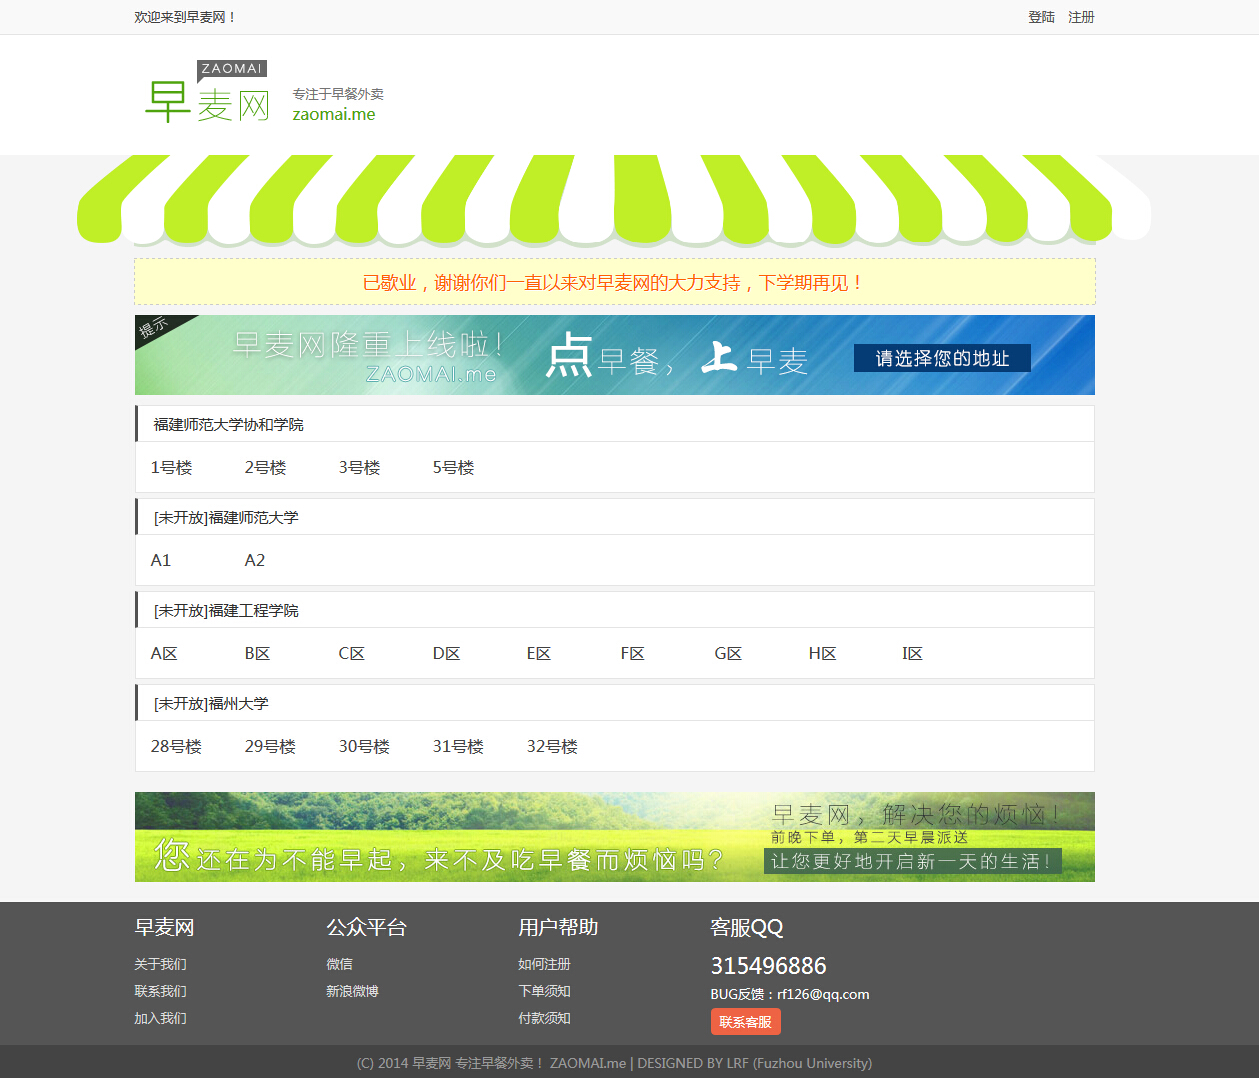 欢迎来到早麦网！
登陆 注册
ZAOMAI
早麦网
专注于早餐外卖
zaomai.me
已歇业，谢谢你们一直以来对早麦网的大力支持，下学期再见！
提示
早麦网隆重上线啦！
ZAOMAI.me
点早餐，上早麦
请选择您的地址
福建师范大学协和学院
1号楼 2号楼 3号楼 5号楼
[未开放]福建师范大学
A1 A2
[未开放]福建工程学院
A区 B区 C区 D区 E区 F区 G区 H区 I区
[未开放]福州大学
28号楼 29号楼 30号楼 31号楼 32号楼
您还在为不能早起，来不及吃早餐而烦恼吗？
早麦网，解决您的烦恼！
前晚下单，第二天早晨派送
让您更好地开启新一天的生活！
早麦网
关于我们
联系我们
加入我们
公众平台
微信
新浪微博
用户帮助
如何注册
下单须知
付款须知
客服QQ
315496886
BUG反馈：rf126@qq.com
联系客服
(C) 2014 早麦网 专注早餐外卖！ ZAOMAI.me | DESIGNED BY LRF (Fuzhou University)